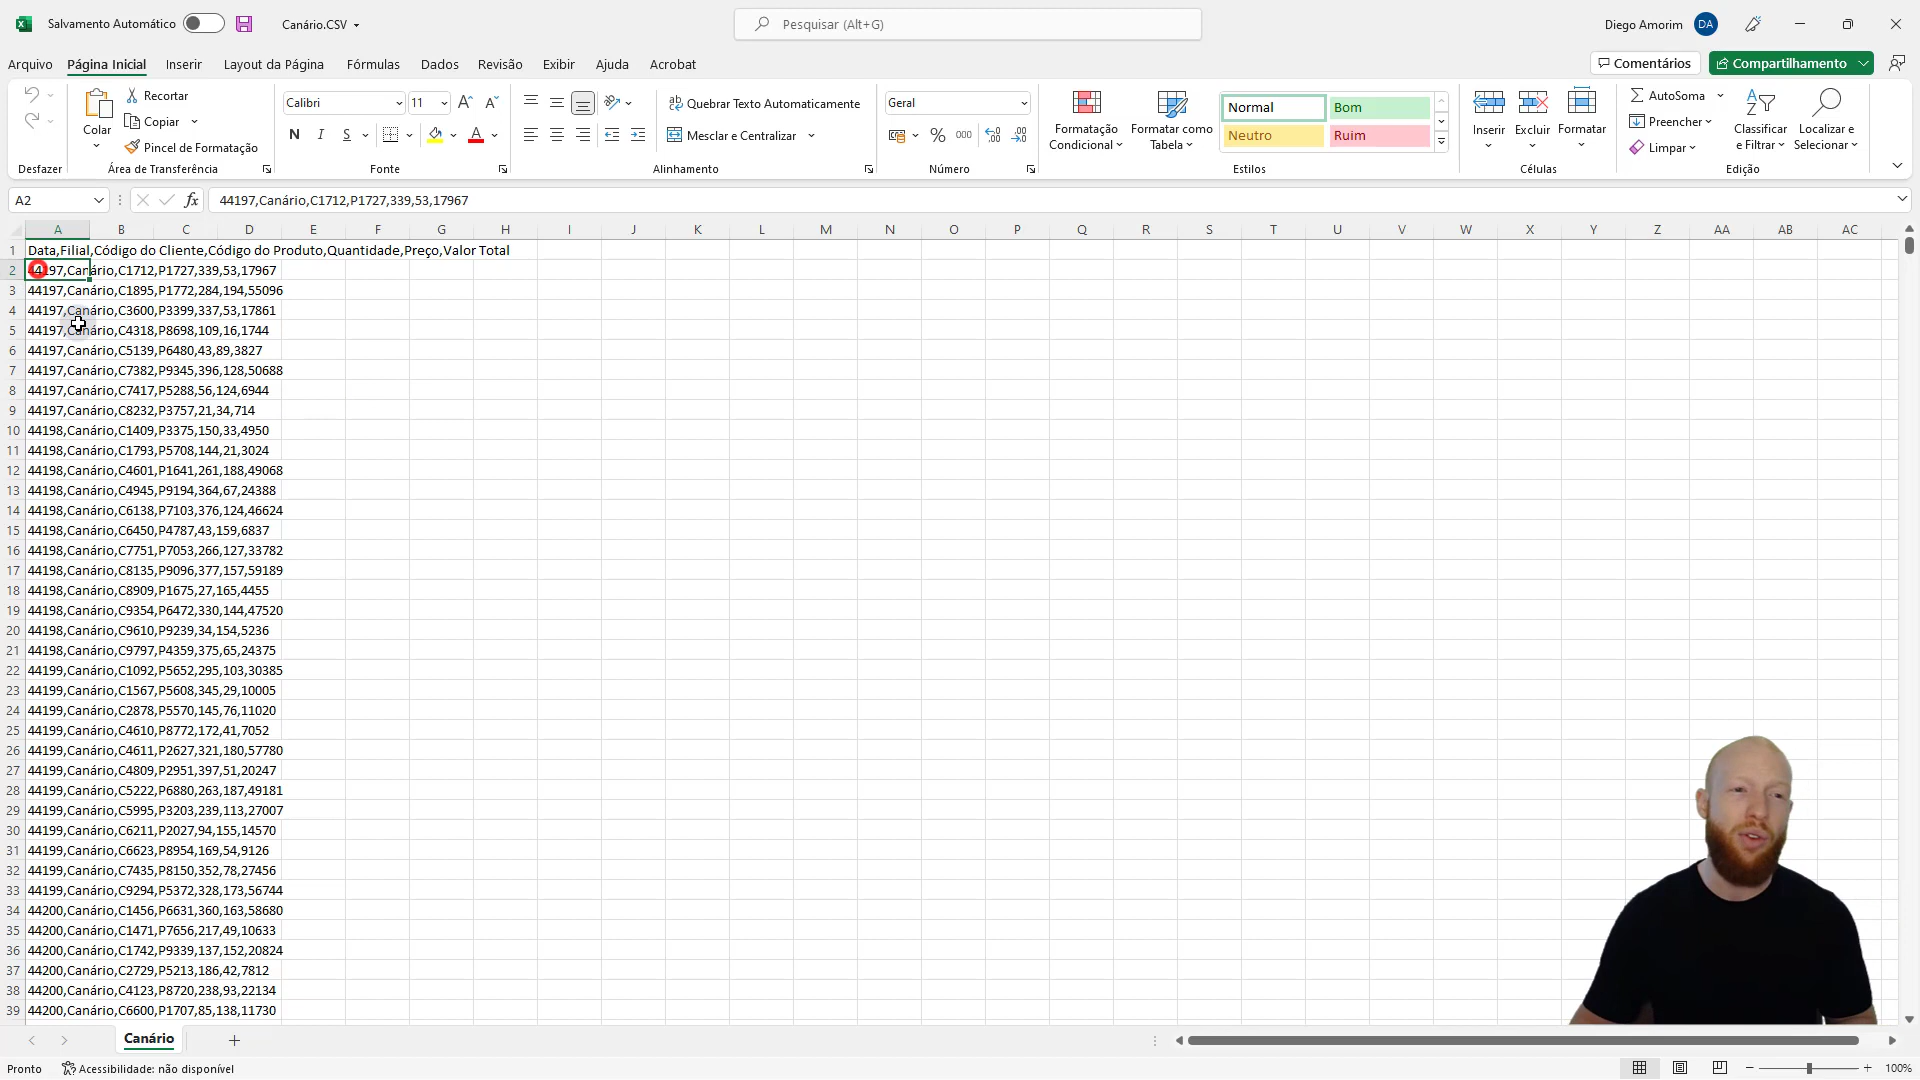 Salvamento Automático
Canário.CSV
Pesquisar (Alt+G)
Diego Amorim
DA
Arquivo
Página Inicial
Inserir
Layout da Página
Fórmulas
Dados
Revisão
Exibir
Ajuda
Acrobat
Comentários
Compartilhamento
Desfazer
Colar
Recortar
Copiar
Pincel de Formatação
Área de Transferência
Calibri
11
N
I
S
Fonte
Quebrar Texto Automaticamente
Mesclar e Centralizar
Alinhamento
Geral
%
000
Número
Formatação
Condicional
Formatar como
Tabela
Normal
Bom
Neutro
Ruim
Estilos
Inserir
Excluir
Formatar
Células
AutoSoma
Preencher
Limpar
Classificar
e Filtrar
Localizar e
Selecionar
Edição
A2
fx
44197,Canário,C1712,P1727,339,53,17967
A B C D E F G H I J K L M N O P Q R S T U V W X Y Z AA AB AC
1 Data,Filial,Código do Cliente,Código do Produto,Quantidade,Preço,Valor Total
2 44197,Canário,C1712,P1727,339,53,17967
3 44197,Canário,C1895,P1772,284,194,55096
4 44197,Canário,C3600,P3399,337,53,17861
5 44197,Canário,C4318,P8698,109,16,1744
6 44197,Canário,C5139,P6480,43,89,3827
7 44197,Canário,C7382,P9345,396,128,50688
8 44197,Canário,C7417,P5288,56,124,6944
9 44197,Canário,C8232,P3757,21,34,714
10 44198,Canário,C1409,P3375,150,33,4950
11 44198,Canário,C1793,P5708,144,21,3024
12 44198,Canário,C4601,P1641,261,188,49068
13 44198,Canário,C4945,P9194,364,67,24388
14 44198,Canário,C6138,P7103,376,124,46624
15 44198,Canário,C6450,P4787,43,159,6837
16 44198,Canário,C7751,P7053,266,127,33782
17 44198,Canário,C8135,P9096,377,157,59189
18 44198,Canário,C8909,P1675,27,165,4455
19 44198,Canário,C9354,P6472,330,144,47520
20 44198,Canário,C9610,P9239,34,154,5236
21 44198,Canário,C9797,P4359,375,65,24375
22 44199,Canário,C1092,P5652,295,103,30385
23 44199,Canário,C1567,P5608,345,29,10005
24 44199,Canário,C2878,P5570,145,76,11020
25 44199,Canário,C4610,P8772,172,41,7052
26 44199,Canário,C4611,P2627,321,180,57780
27 44199,Canário,C4809,P2951,397,51,20247
28 44199,Canário,C5222,P6880,263,187,49181
29 44199,Canário,C5995,P3203,239,113,27007
30 44199,Canário,C6211,P2027,94,155,14570
31 44199,Canário,C6623,P8954,169,54,9126
32 44199,Canário,C7435,P8150,352,78,27456
33 44199,Canário,C9294,P5372,328,173,56744
34 44200,Canário,C1456,P6631,360,163,58680
35 44200,Canário,C1471,P7656,217,49,10633
36 44200,Canário,C1742,P9339,137,152,20824
37 44200,Canário,C2729,P5213,186,42,7812
38 44200,Canário,C4123,P8720,238,93,22134
39 44200,Canário,C6600,P1707,85,138,11730
Canário
Pronto
Acessibilidade: não disponível
100%